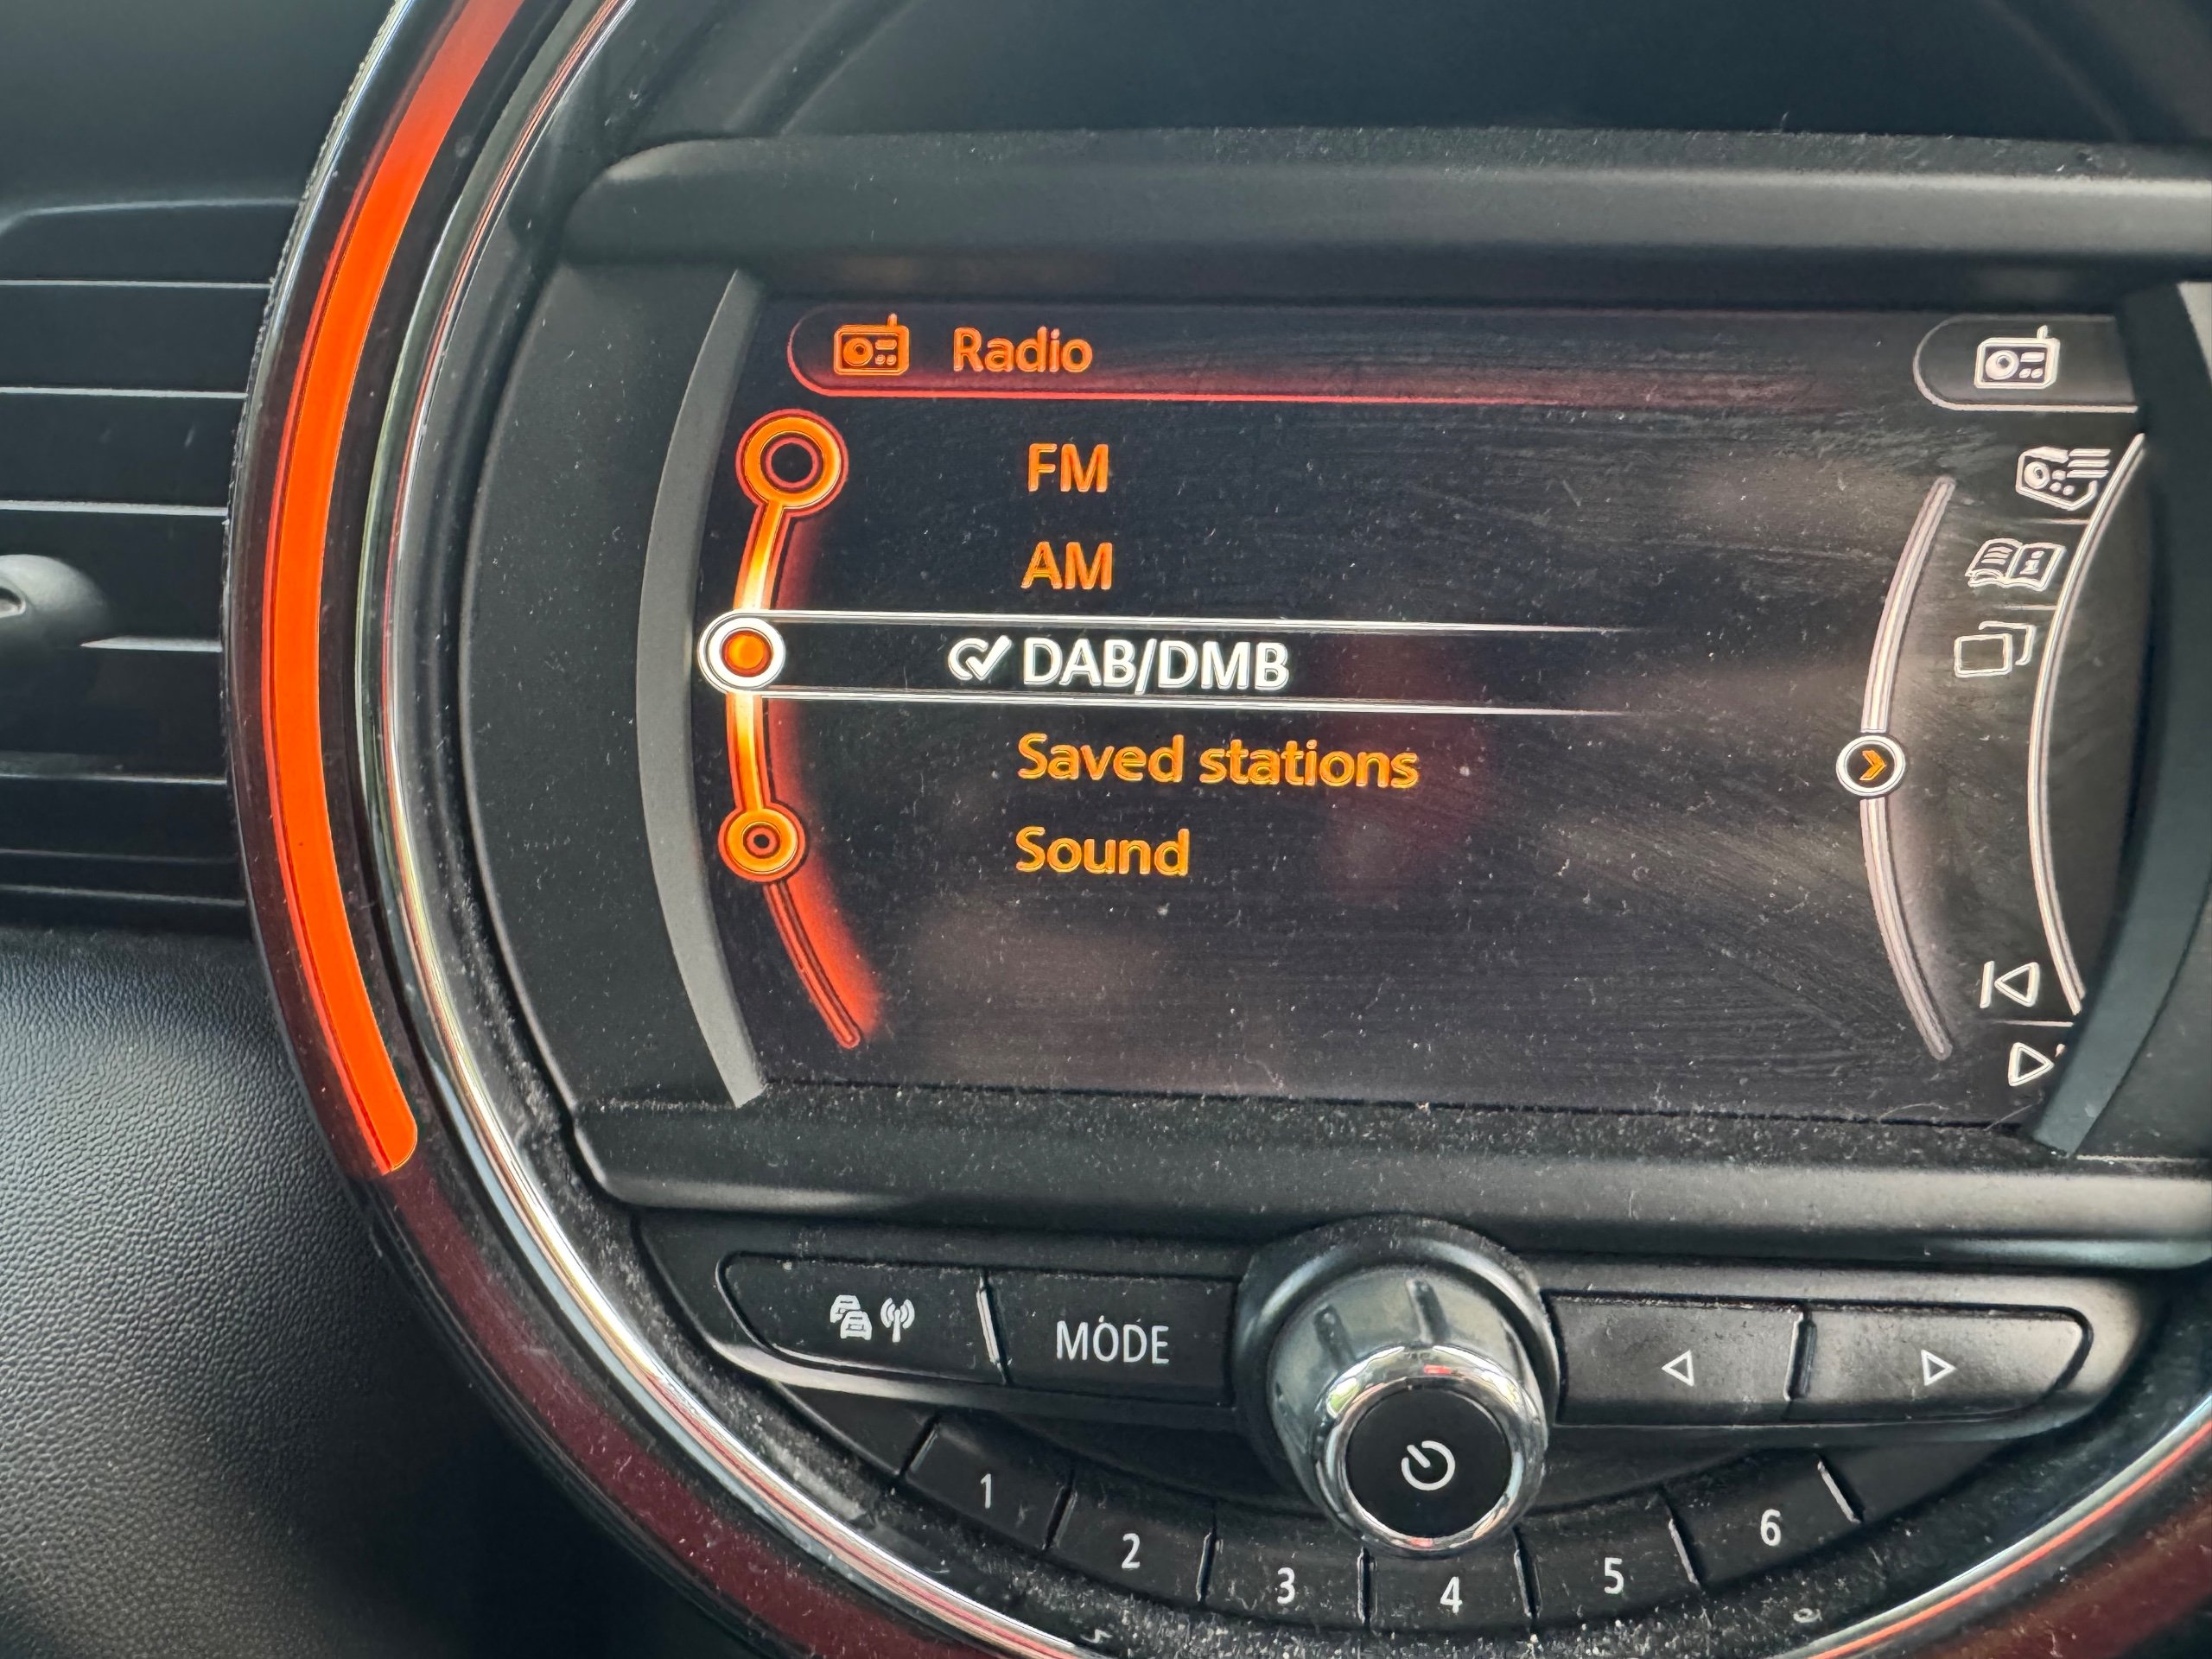 Radio
FM
AM
DAB/DMB
Saved stations
Sound
MODE
1
2
3
4
5
6